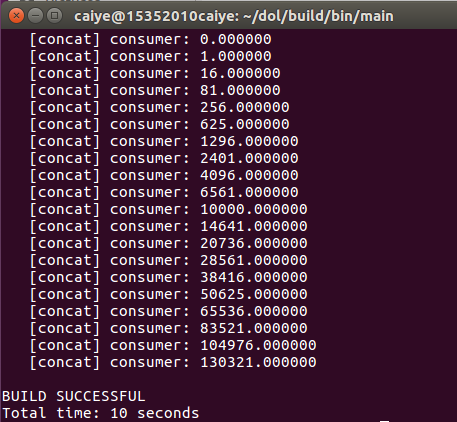 caiye@15352010caiye: ~/dol/build/bin/main
[concat] consumer: 0.000000
[concat] consumer: 1.000000
[concat] consumer: 16.000000
[concat] consumer: 81.000000
[concat] consumer: 256.000000
[concat] consumer: 625.000000
[concat] consumer: 1296.000000
[concat] consumer: 2401.000000
[concat] consumer: 4096.000000
[concat] consumer: 6561.000000
[concat] consumer: 10000.000000
[concat] consumer: 14641.000000
[concat] consumer: 20736.000000
[concat] consumer: 28561.000000
[concat] consumer: 38416.000000
[concat] consumer: 50625.000000
[concat] consumer: 65536.000000
[concat] consumer: 83521.000000
[concat] consumer: 104976.000000
[concat] consumer: 130321.000000
BUILD SUCCESSFUL
Total time: 10 seconds